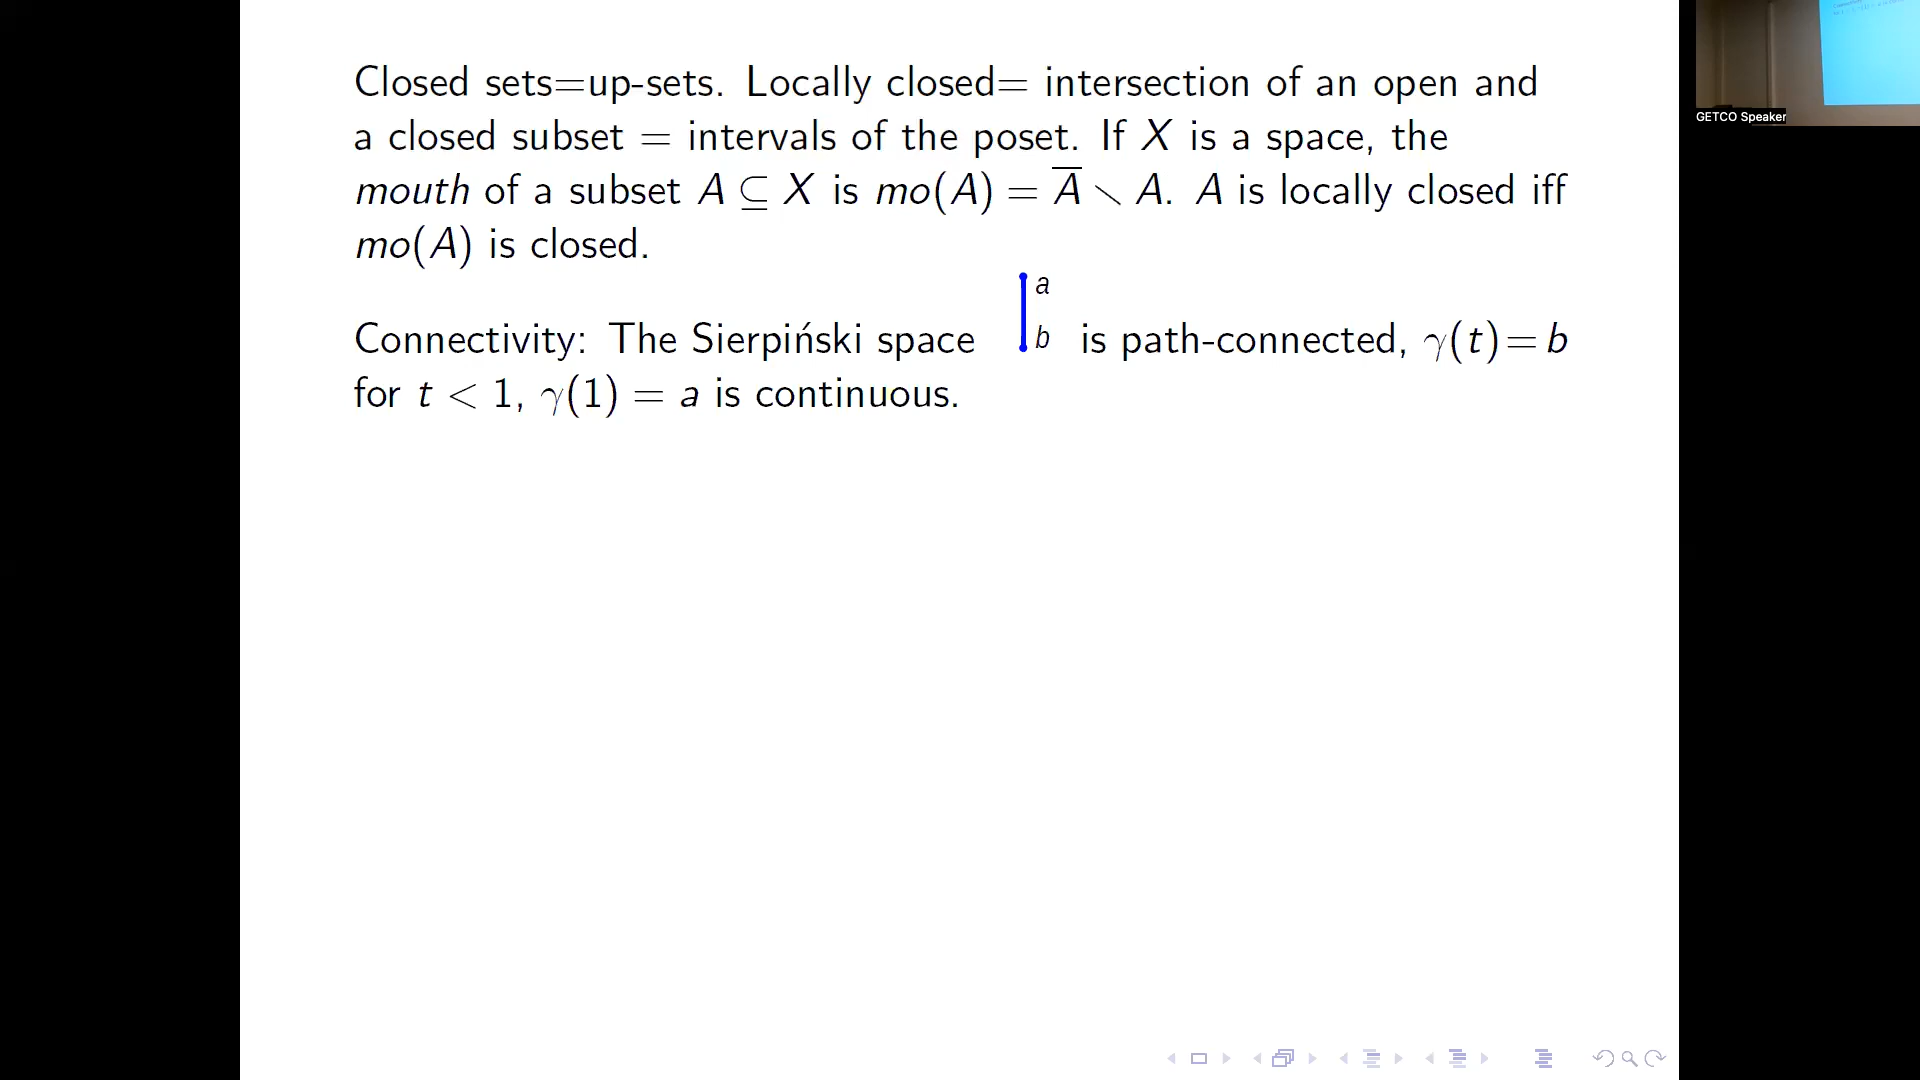 Closed sets=up-sets. Locally closed= intersection of an open and
a closed subset = intervals of the poset. If X is a space, the
mouth of a subset A ⊆ X is mo(A) = A̅ ∖ A. A is locally closed iff
mo(A) is closed.
a
Connectivity: The Sierpiński space b is path-connected, γ(t)=b
for t < 1, γ(1) = a is continuous.
GETCO Speaker